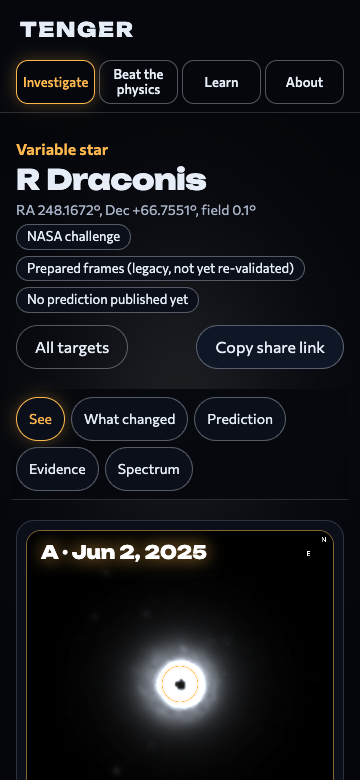 TENGER
Investigate
Beat the
physics
Learn
About
Variable star
R Draconis
RA 248.1672°, Dec +66.7551°, field 0.1°
NASA challenge
Prepared frames (legacy, not yet re-validated)
No prediction published yet
All targets
Copy share link
See
What changed
Prediction
Evidence
Spectrum
A · Jun 2, 2025
N
E